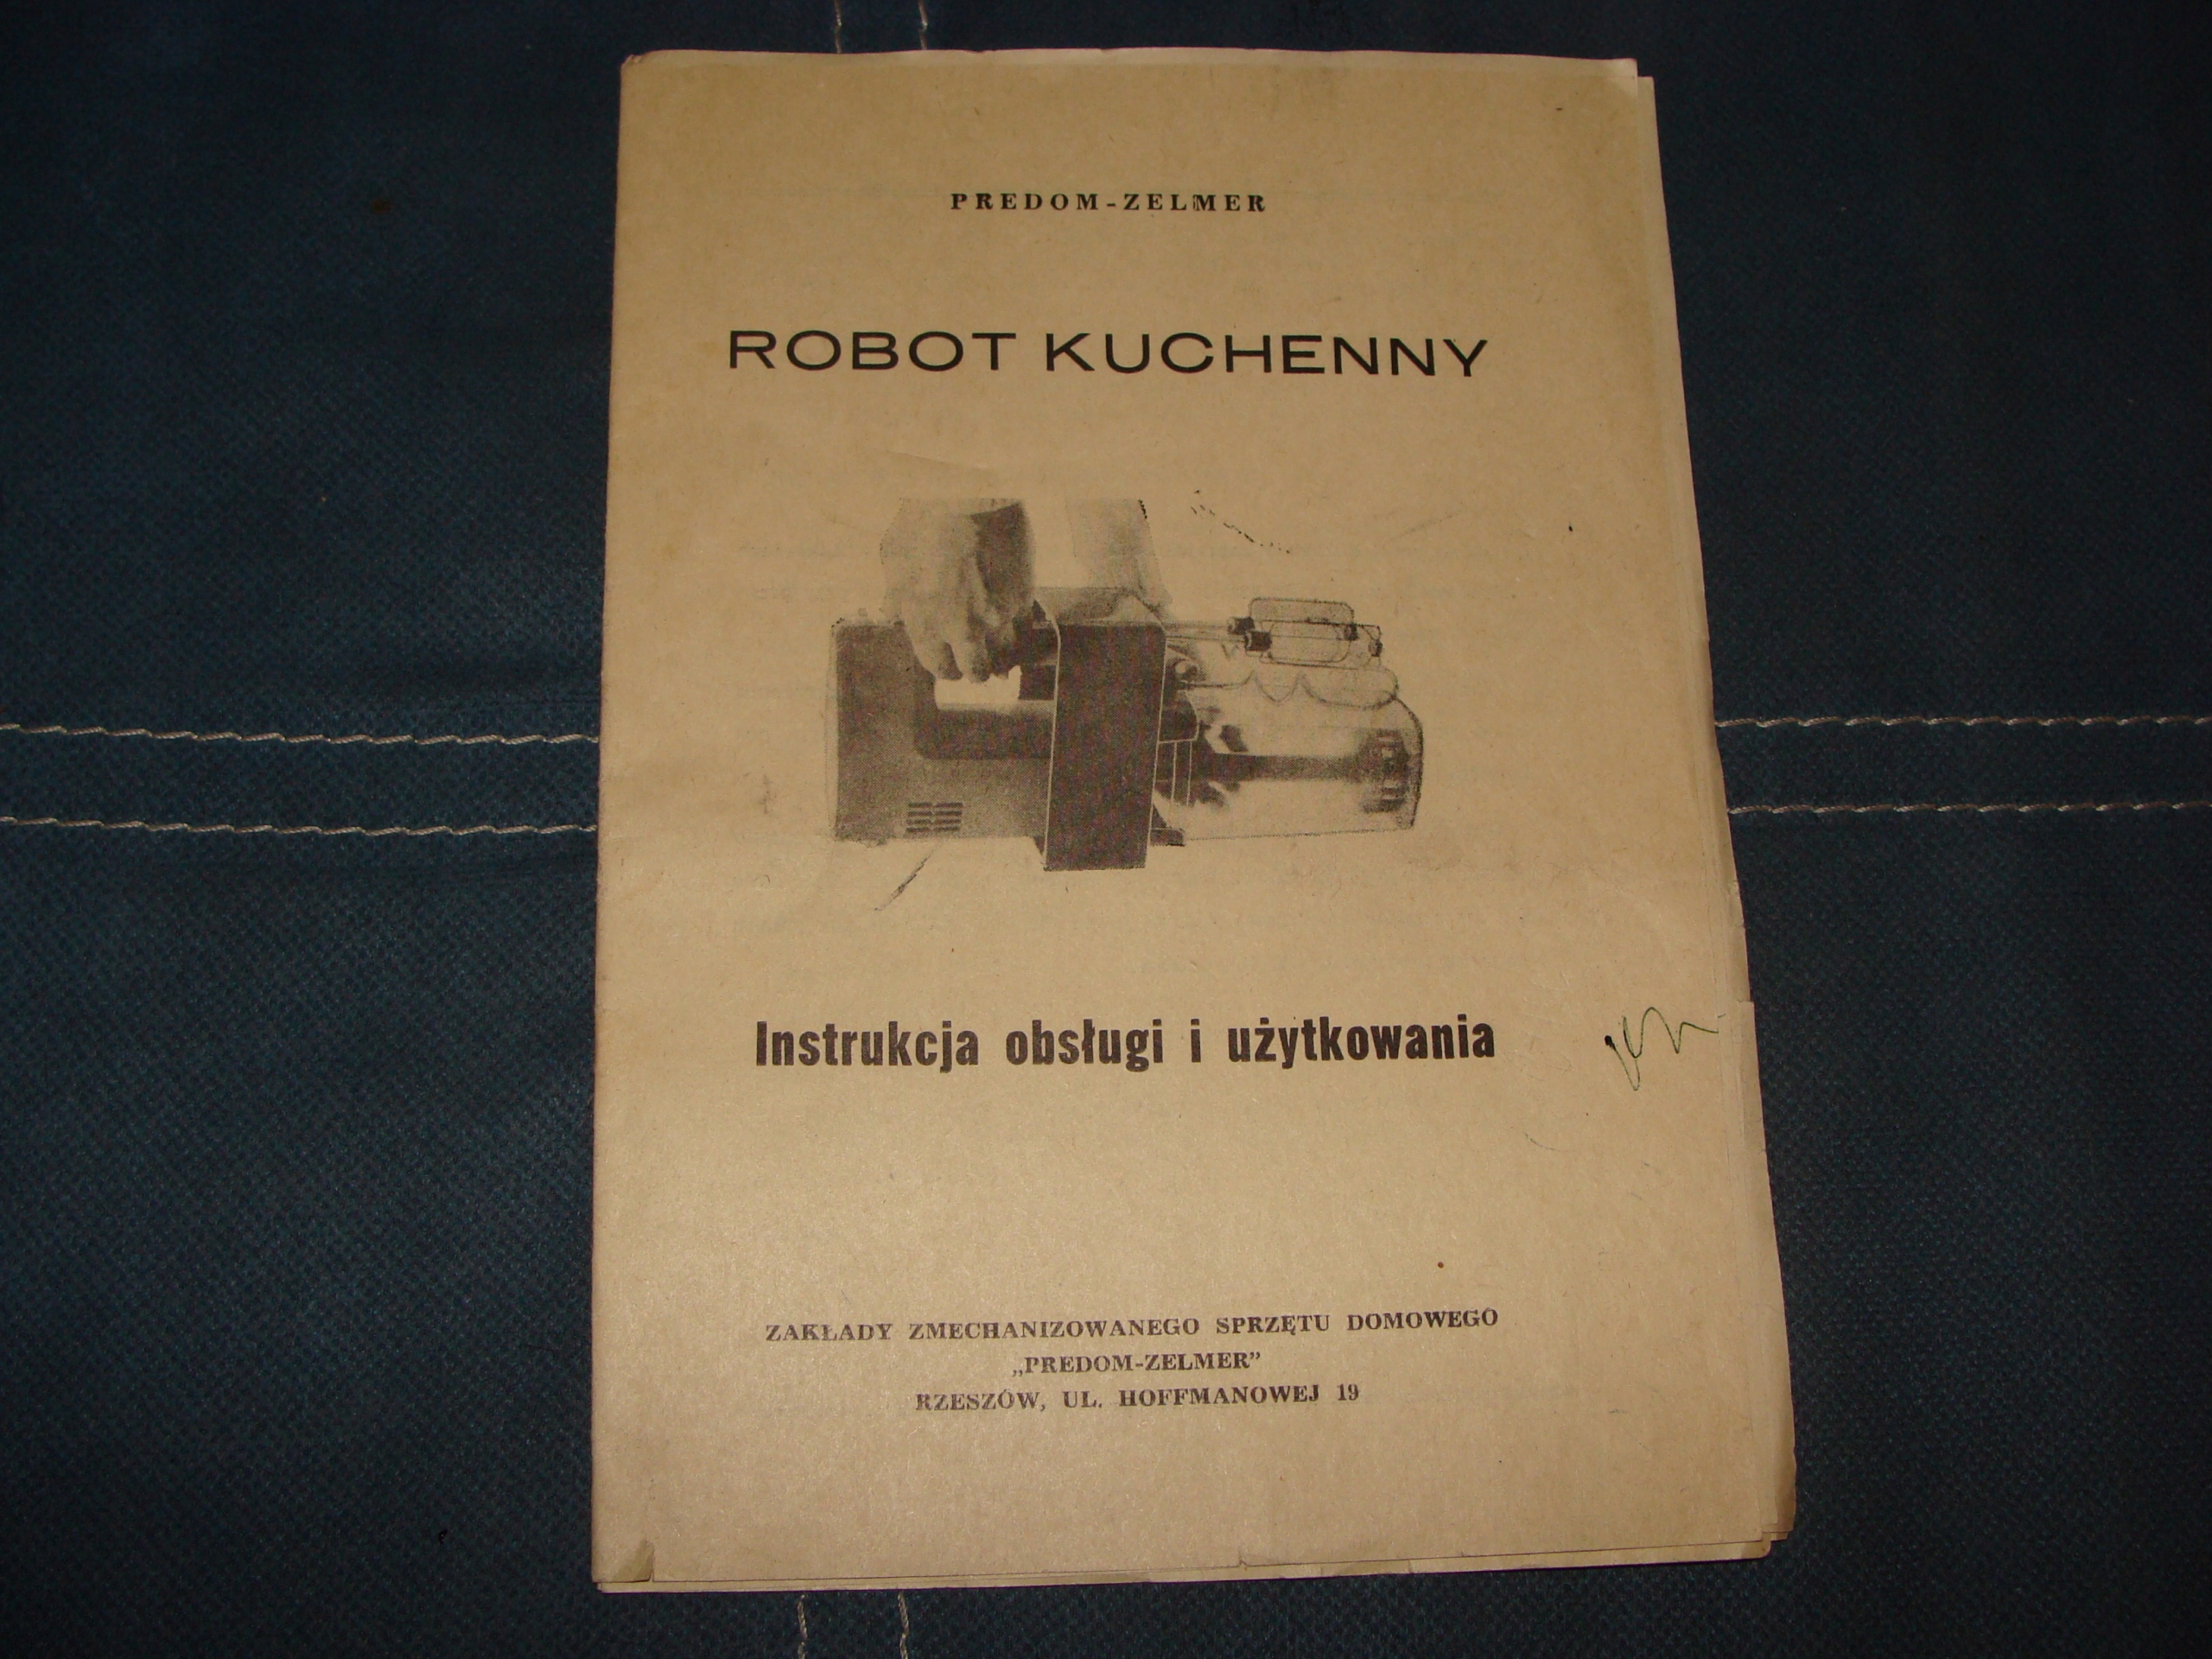 PREDOM-ZELMER
ROBOT KUCHENNY
Instrukcja obsługi i użytkowania
ZAKŁADY ZMECHANIZOWANEGO SPRZĘTU DOMOWEGO
„PREDOM-ZELMER”
RZESZÓW, UL. HOFFMANOWEJ 19